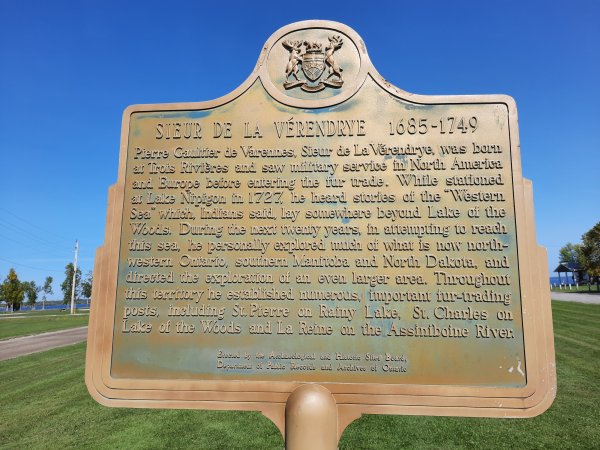 SIEUR DE LA VÉRENDRYE 1685-1749
Pierre Gaultier de Varennes, Sieur de La Vérendrye, was born
at Trois Rivières and saw military service in North America
and Europe before entering the fur trade. While stationed
at Lake Nipigon in 1727, he heard stories of the "Western
Sea" which, Indians said, lay somewhere beyond Lake of the
Woods. During the next twenty years, in attempting to reach
this sea, he personally explored much of what is now north-
western Ontario, southern Manitoba and North Dakota, and
directed the exploration of an even larger area. Throughout
this territory he established numerous, important fur-trading
posts, including St. Pierre on Rainy Lake, St. Charles on
Lake of the Woods and La Reine on the Assiniboine River.
Erected by the Archaeological and Historic Sites Board,
Department of Public Records and Archives of Ontario